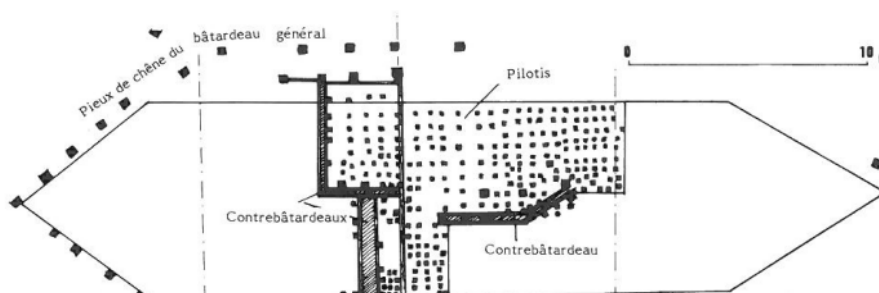 Pieux de chêne du bâtardeau général
0 10
Pilotis
Contrebâtardeaux
Contrebâtardeau